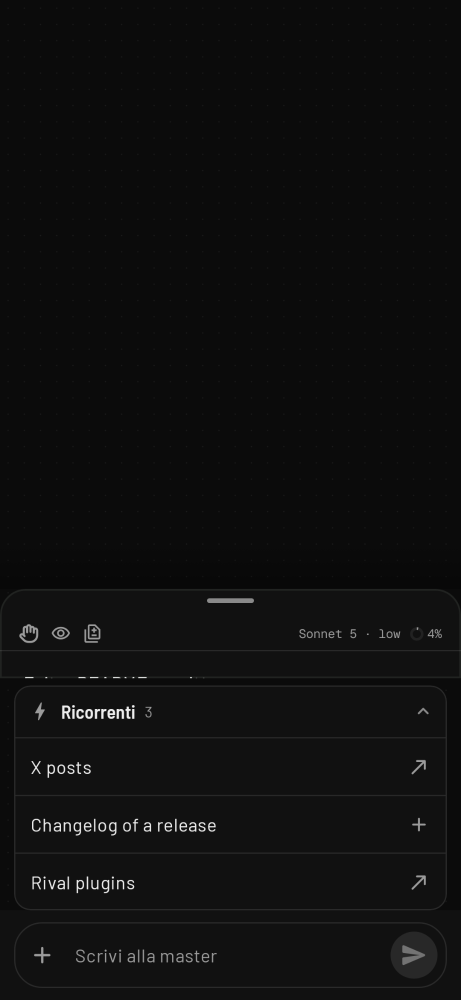 Sonnet 5 · low 4%
Ricorrenti 3
X posts
Changelog of a release
Rival plugins
Scrivi alla master